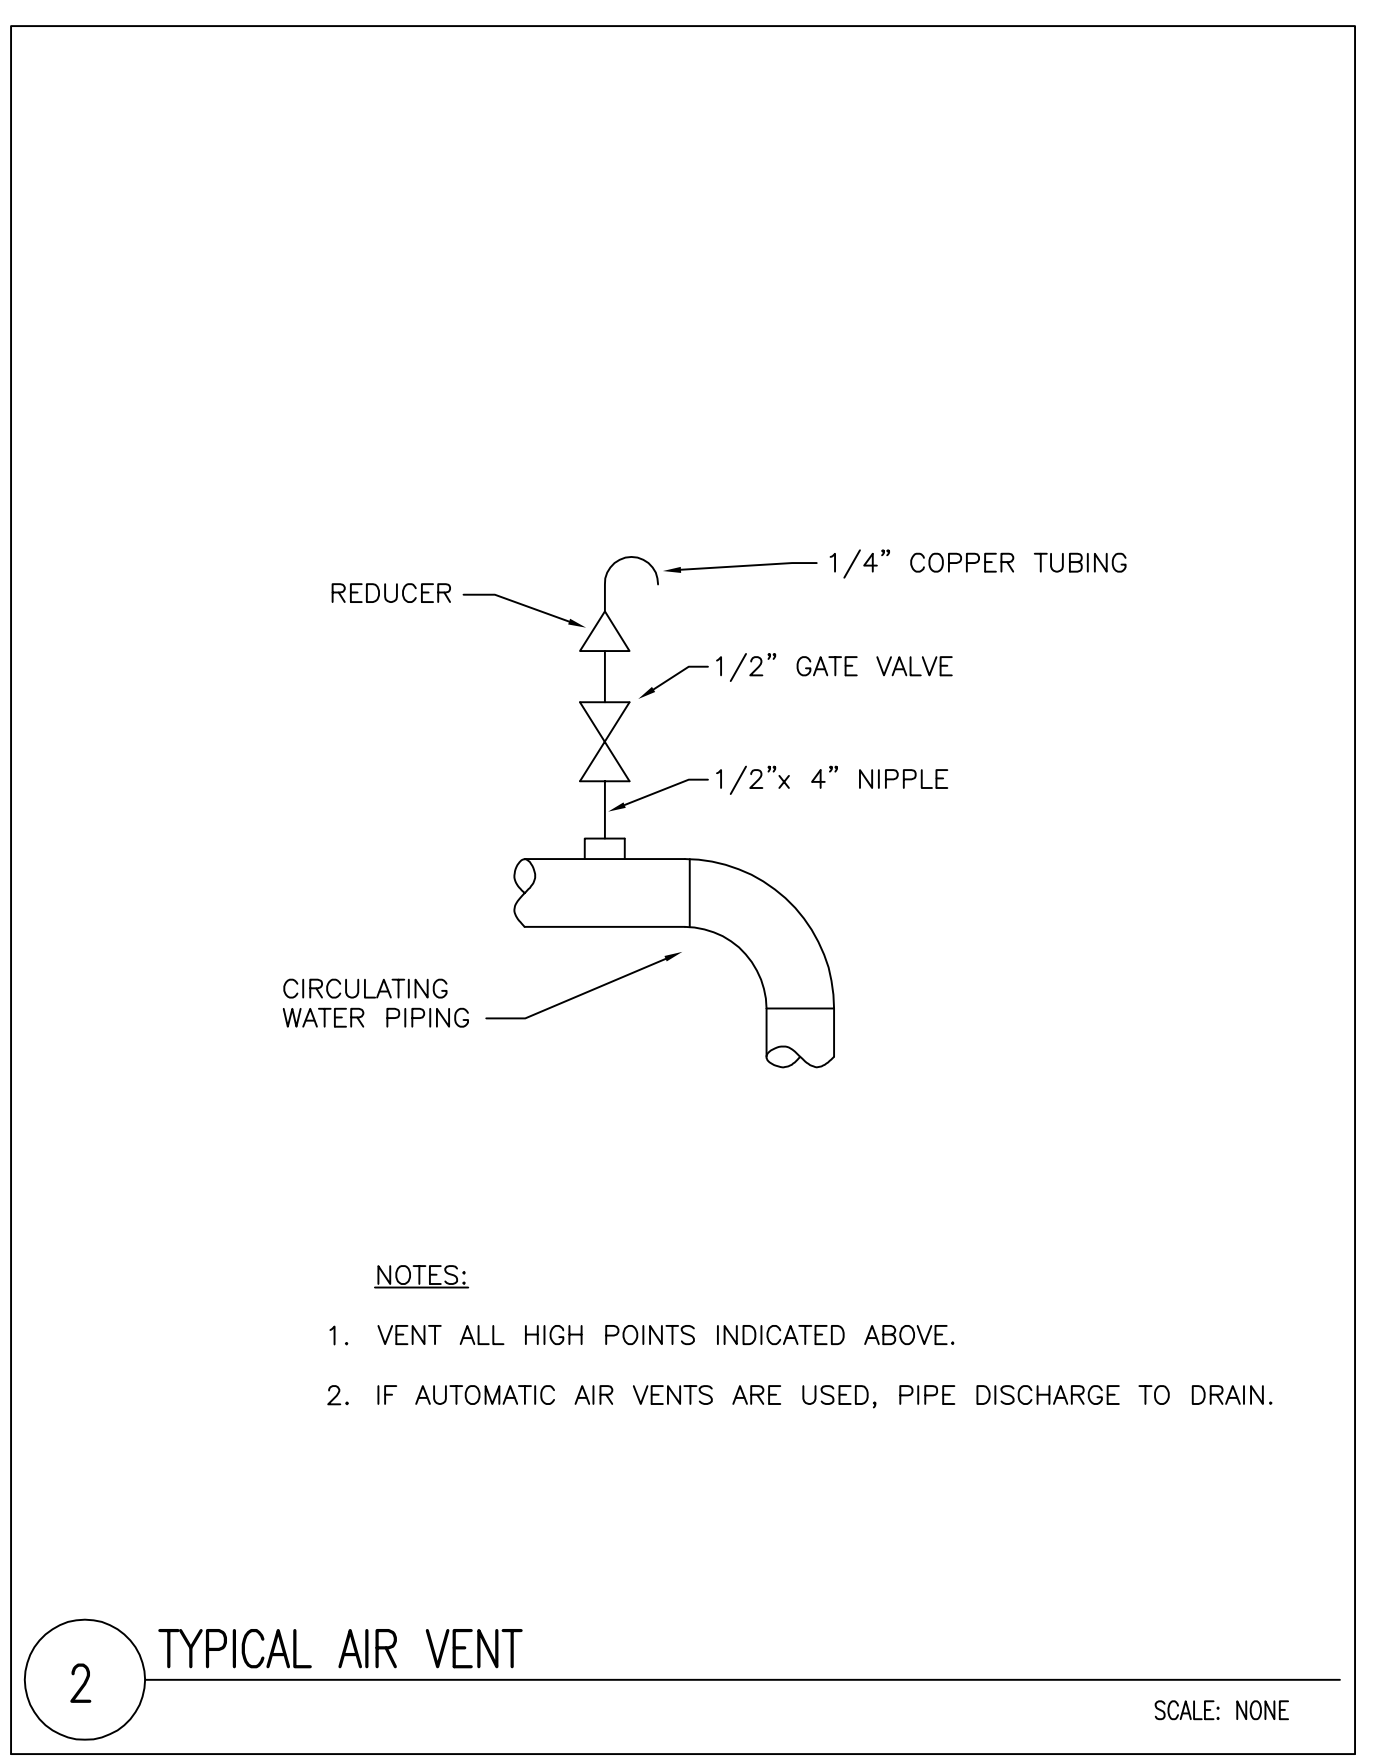 1/4” COPPER TUBING
REDUCER
1/2” GATE VALVE
1/2”x 4” NIPPLE
CIRCULATING
WATER PIPING
NOTES:
1. VENT ALL HIGH POINTS INDICATED ABOVE.
2. IF AUTOMATIC AIR VENTS ARE USED, PIPE DISCHARGE TO DRAIN.
2 TYPICAL AIR VENT
SCALE: NONE